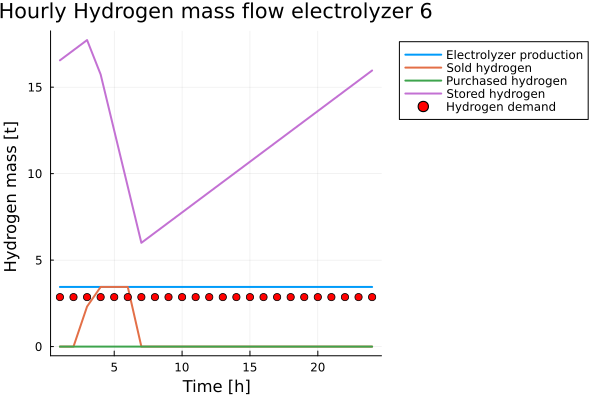 Hourly Hydrogen mass flow electrolyzer 6
Electrolyzer production
Sold hydrogen
Purchased hydrogen
Stored hydrogen
Hydrogen demand
Hydrogen mass [t]
15
10
5
0
5
10
15
20
Time [h]